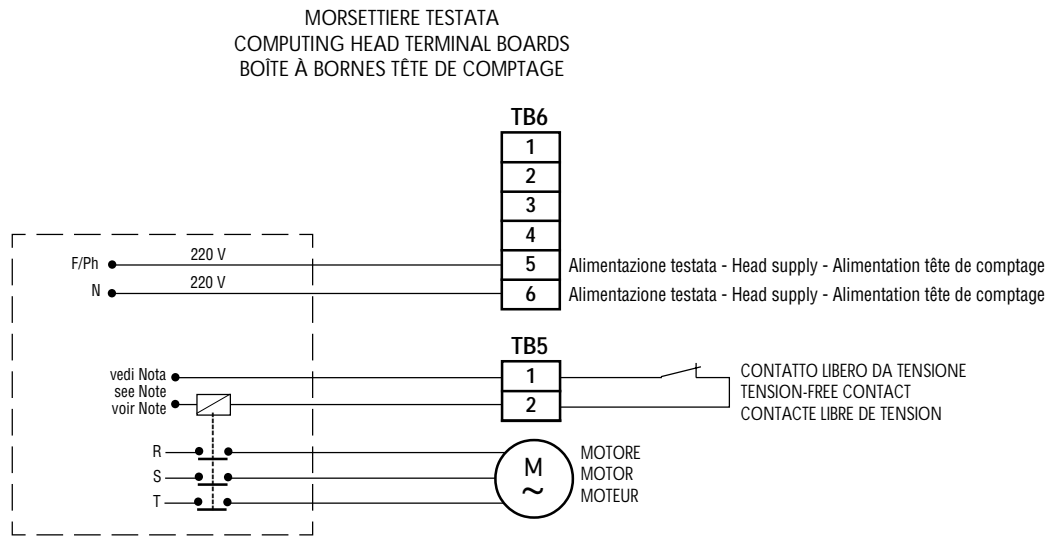 MORSETTIERE TESTATA
COMPUTING HEAD TERMINAL BOARDS
BOÎTE À BORNES TÊTE DE COMPTAGE
TB6
1
2
3
4
F/Ph 220 V 5 Alimentazione testata - Head supply - Alimentation tête de comptage
N 220 V 6 Alimentazione testata - Head supply - Alimentation tête de comptage
TB5
1
2
vedi Nota
see Note
voir Note
CONTATTO LIBERO DA TENSIONE
TENSION-FREE CONTACT
CONTACTE LIBRE DE TENSION
R
S
T
M
~
MOTORE
MOTOR
MOTEUR